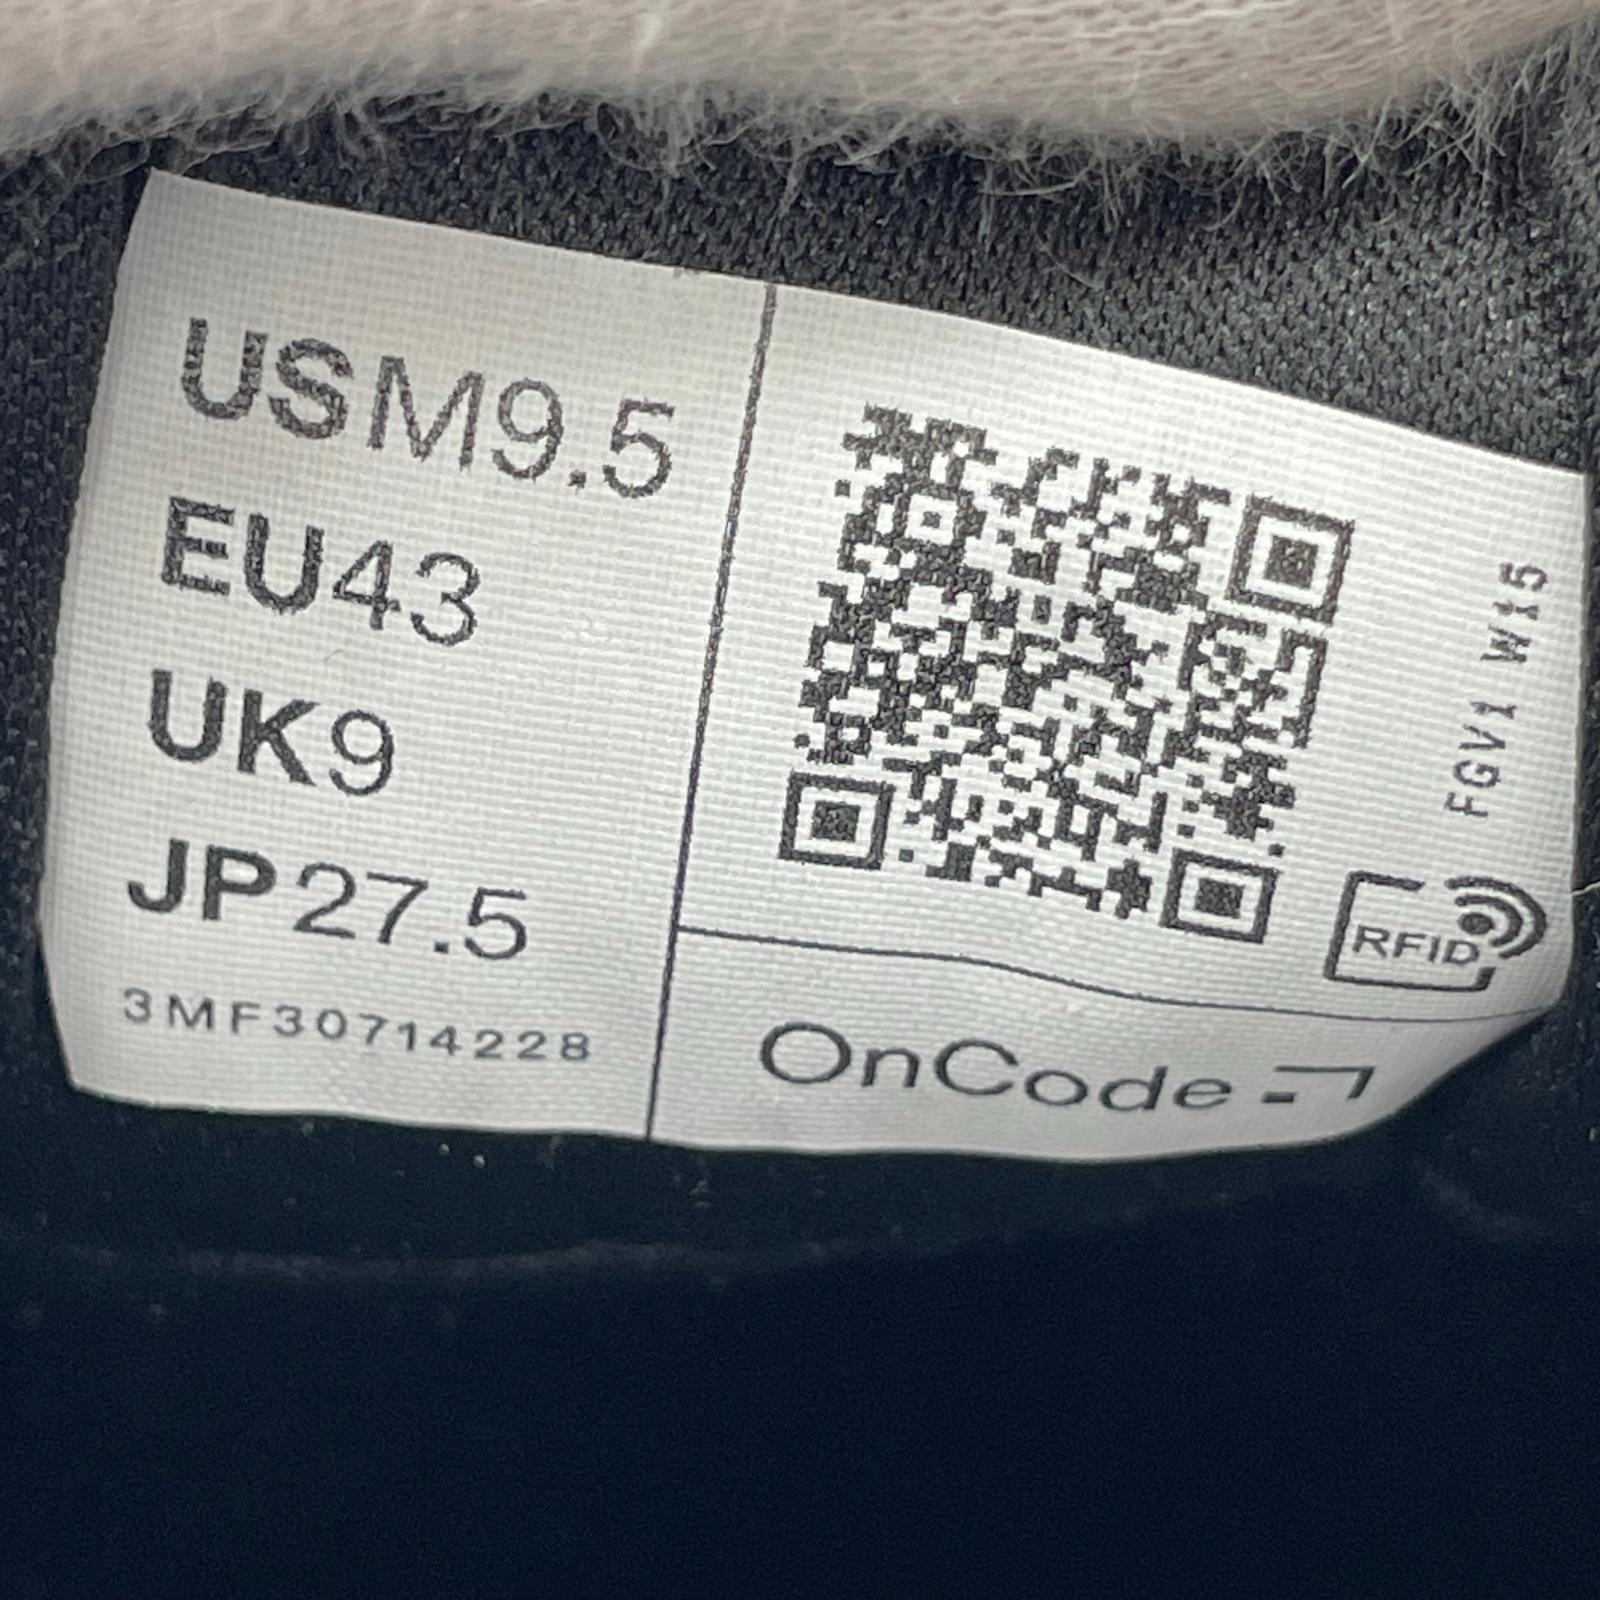 USM9.5
EU43
UK9
JP27.5
3MF30714228
FGV1 W15
RFID
OnCode